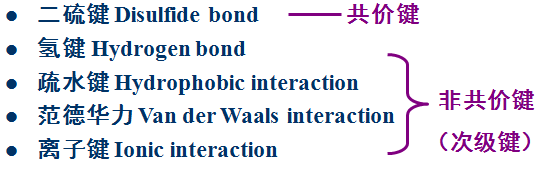 ● 二硫键 Disulfide bond —— 共价键
● 氢键 Hydrogen bond
● 疏水键 Hydrophobic interaction
● 范德华力 Van der Waals interaction
● 离子键 Ionic interaction
非共价键
（次级键）